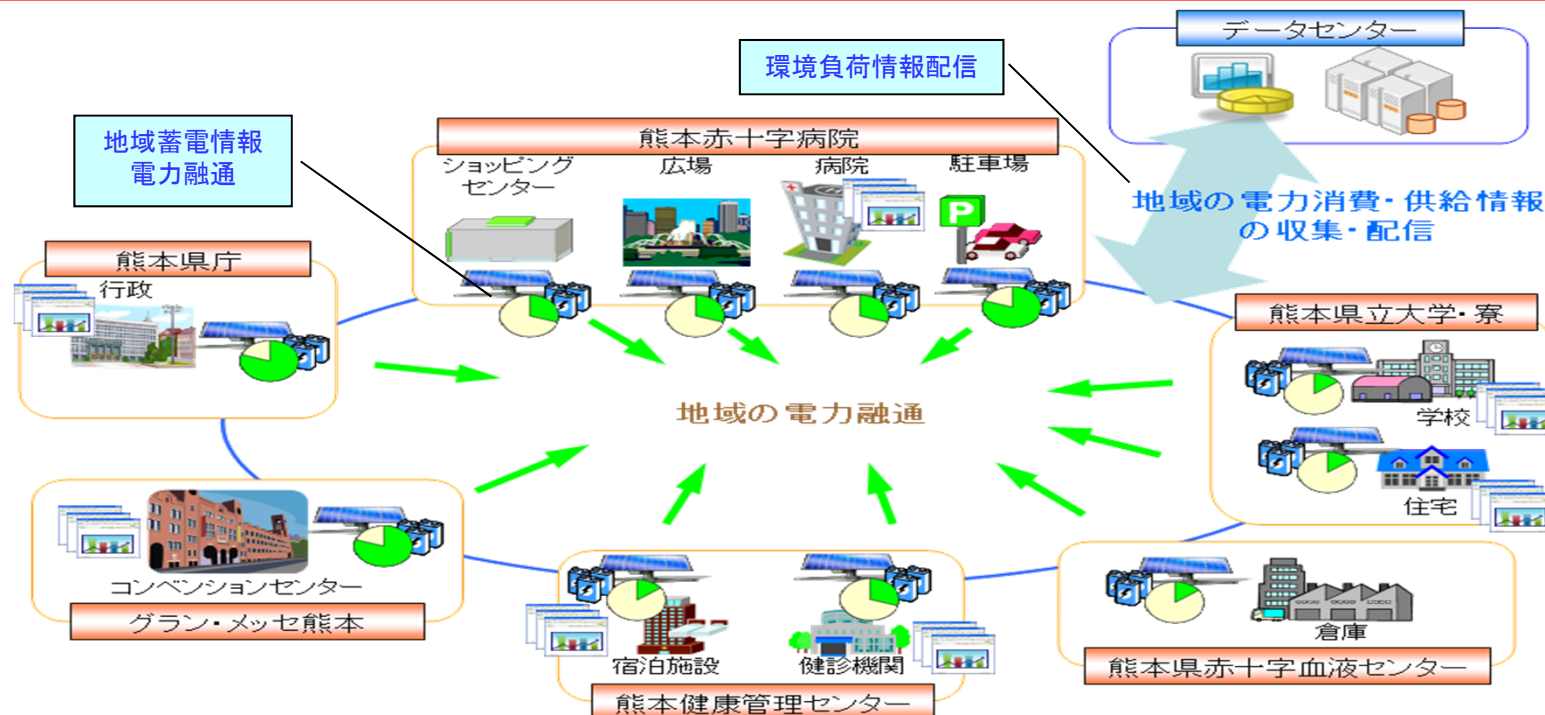 データセンター
環境負荷情報配信
地域蓄電情報
電力融通
熊本赤十字病院
ショッピング
センター
広場
病院
駐車場
P
地域の電力消費・供給情報
の収集・配信
熊本県庁
行政
熊本県立大学・寮
学校
住宅
地域の電力融通
コンベンションセンター
グラン・メッセ熊本
宿泊施設
健診機関
熊本健康管理センター
倉庫
熊本県赤十字血液センター